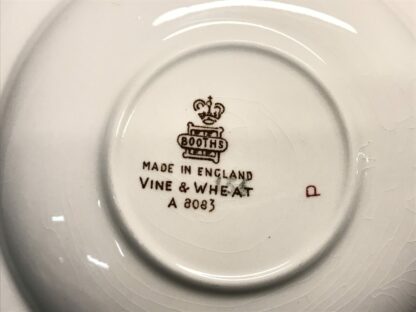 BOOTHS
MADE IN ENGLAND
VINE & WHEAT
A 8083
P